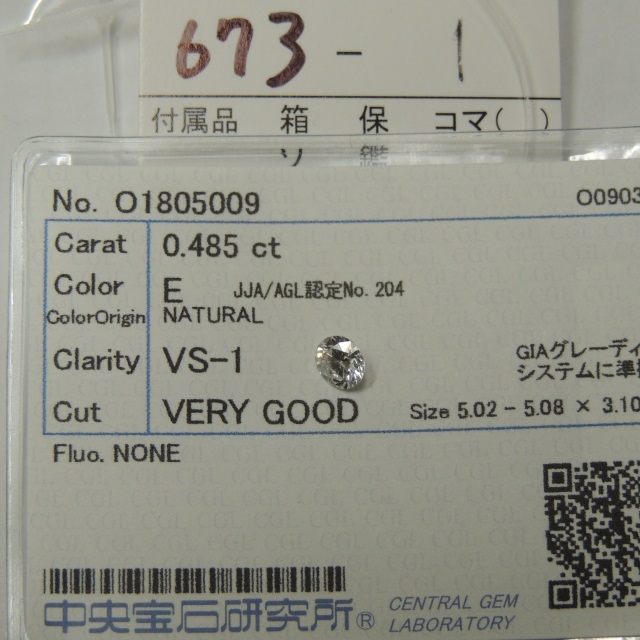 673 - 1
付属品 箱 保 コマ( )
No. O1805009 O0903
Carat 0.485 ct
Color E JJA/AGL認定No. 204
ColorOrigin NATURAL
Clarity VS-1 GIAグレーディ
システムに準拠
Cut VERY GOOD Size 5.02 - 5.08 × 3.10
Fluo. NONE
中央宝石研究所® CENTRAL GEM
LABORATORY